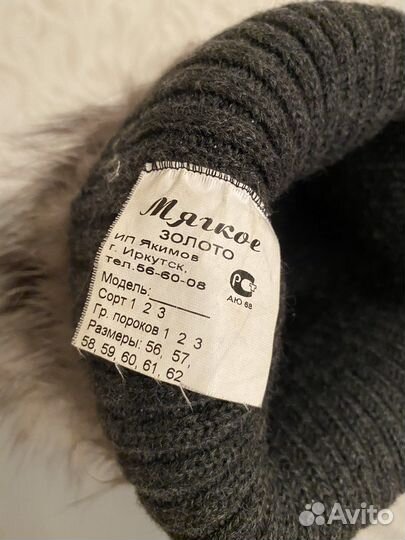 Мягкое
ЗОЛОТО
ИП Якимов
г. Иркутск,
тел.56-60-08
Модель:
Сорт 1 2 3
Гр. пороков 1 2 3
Размеры: 56, 57,
58, 59, 60, 61, 62
АЮ 68
Avito